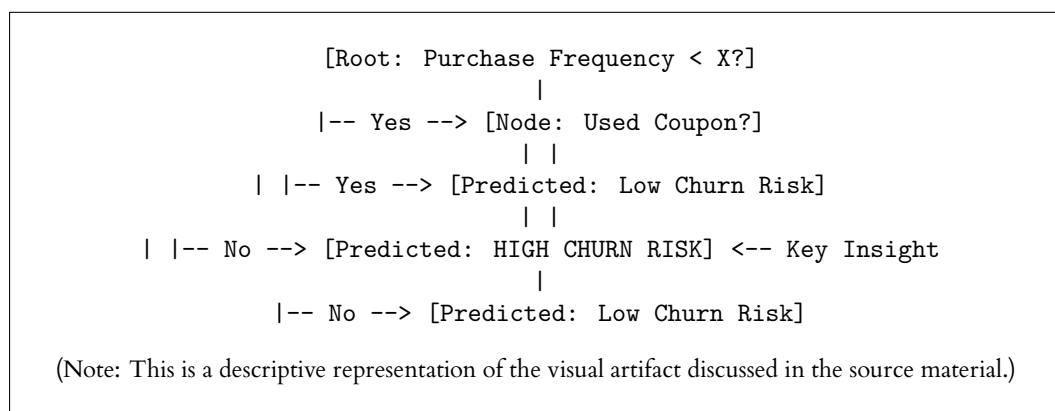 [Root: Purchase Frequency < X?]
|
|-- Yes --> [Node: Used Coupon?]
| |
| |-- Yes --> [Predicted: Low Churn Risk]
| |
| |-- No --> [Predicted: HIGH CHURN RISK] <-- Key Insight
|
|-- No --> [Predicted: Low Churn Risk]
(Note: This is a descriptive representation of the visual artifact discussed in the source material.)